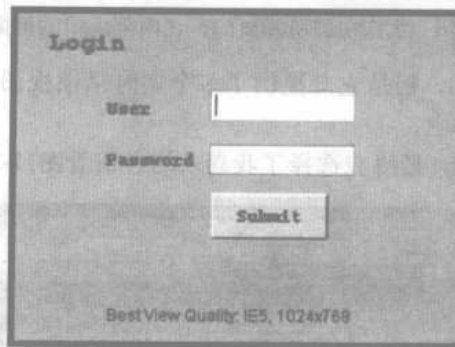 Login
User
Password
Submit
Best View Quality: IE5, 1024x768